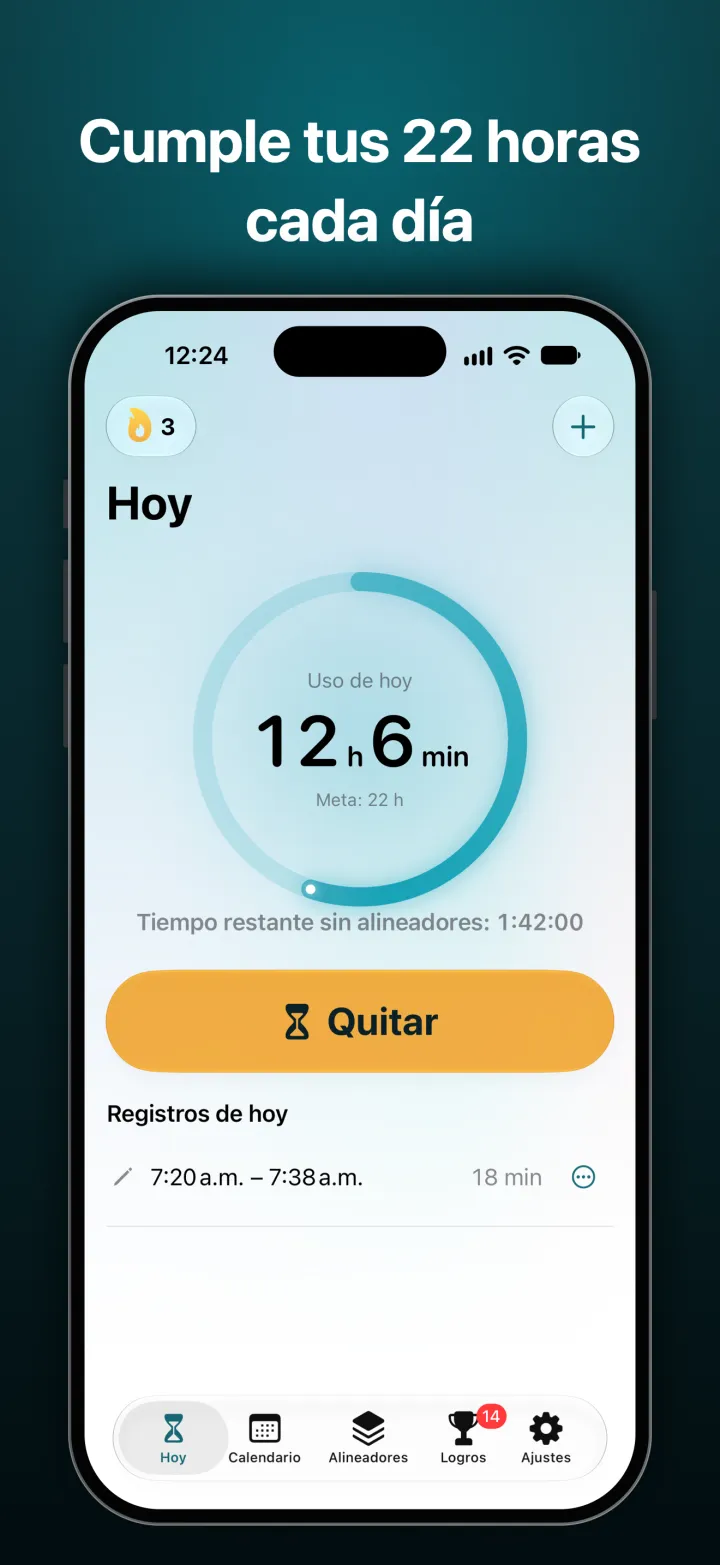 Cumple tus 22 horas
cada día
12:24
3
Hoy
Uso de hoy
12 h 6 min
Meta: 22 h
Tiempo restante sin alineadores: 1:42:00
Quitar
Registros de hoy
7:20 a.m. – 7:38 a.m. 18 min
14
Hoy Calendario Alineadores Logros Ajustes